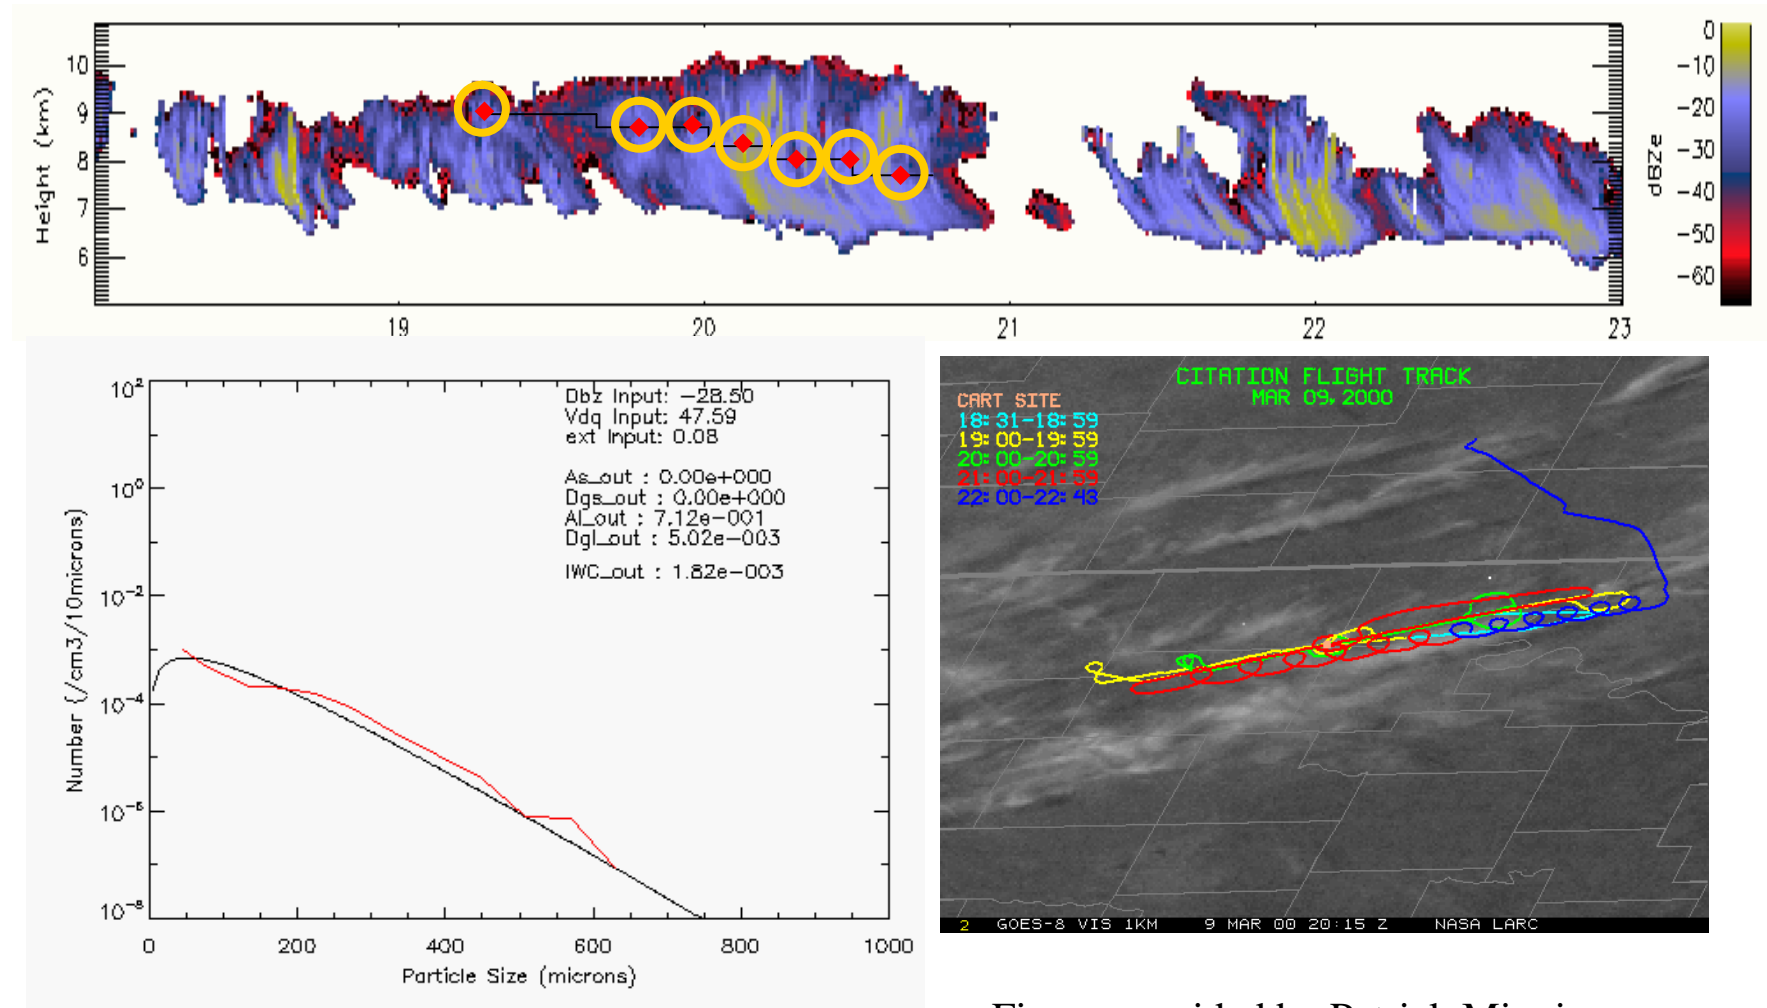 10
9
8
7
6
Height (km)
19
20
21
22
23
0
-10
-20
-30
-40
-50
-60
dBZe
Dbz Input: -28.50
Vdq Input: 47.59
ext Input: 0.08
As_out : 0.00e+000
Dgs_out : 0.00e+000
Al_out : 7.12e-001
Dgl_out : 5.02e-003
IWC_out : 1.82e-003
10²
10⁰
10⁻²
10⁻⁴
10⁻⁶
10⁻⁸
Number (/cm3/10microns)
0
200
400
600
800
1000
Particle Size (microns)
CITATION FLIGHT TRACK
MAR 09, 2000
CART SITE
18:31-18:59
19:00-19:59
20:00-20:59
21:00-21:59
22:00-22:43
2 GOES-8 VIS 1KM 9 MAR 00 20:15 Z NASA LARC